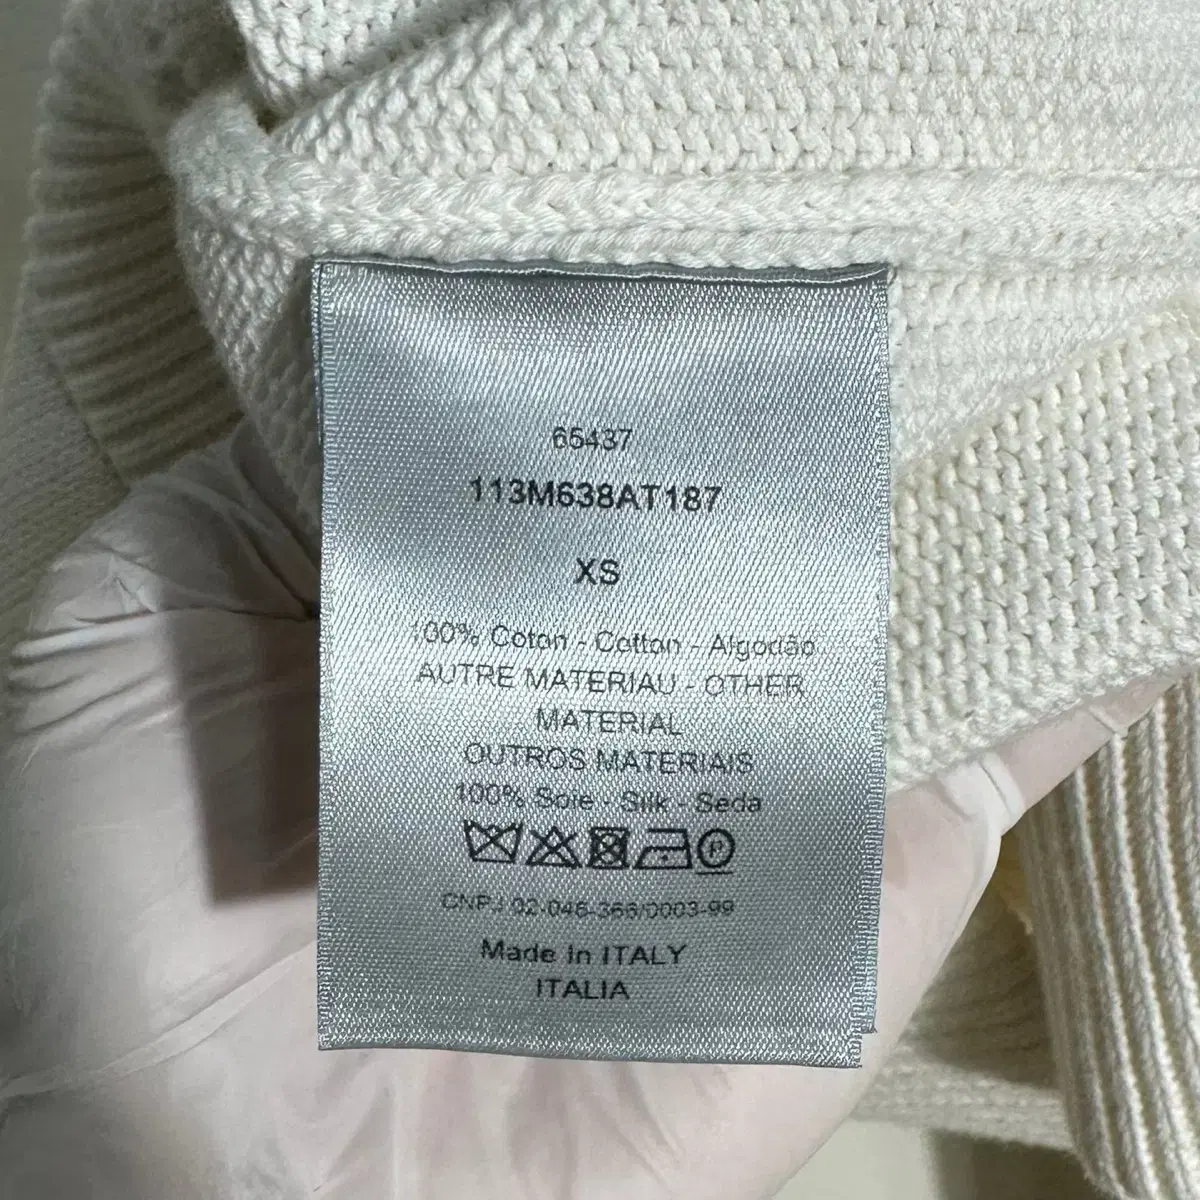 65437
113M638AT187
XS
100% Coton - Cotton - Algodão
AUTRE MATERIAU - OTHER
MATERIAL
OUTROS MATERIAIS
100% Soie - Silk - Seda
P
CNPJ 02-046-366/0003-99
Made in ITALY
ITALIA